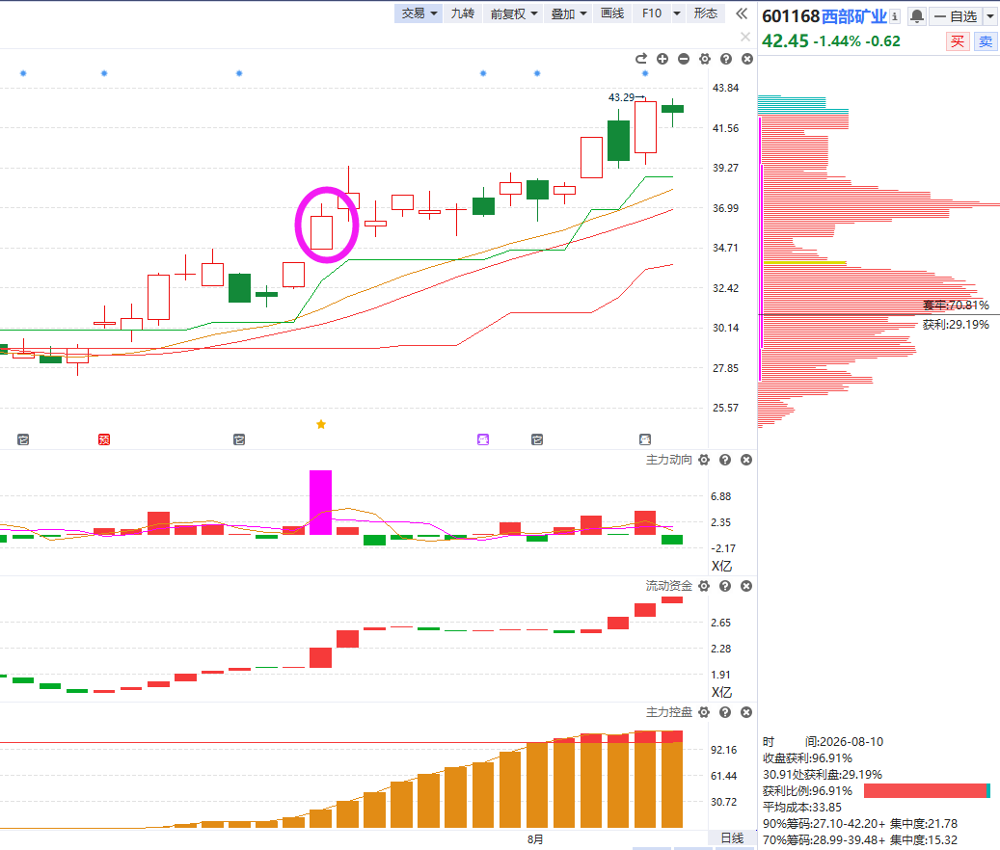 交易 九转 前复权 叠加 画线 F10 形态
601168西部矿业 自选
42.45 -1.44% -0.62 买 卖
43.84
43.29
41.56
39.27
36.99
34.71
32.42
30.14
27.85
25.57
套牢:70.81%
获利:29.19%
预
主力动向
6.88
2.35
-2.17
X亿
流动资金
2.65
2.28
1.91
X亿
主力控盘
92.16
61.44
30.72
8月
日线
时 间:2026-08-10
收盘获利:96.91%
30.91处获利盘:29.19%
获利比例:96.91%
平均成本:33.85
90%筹码:27.10-42.20+ 集中度:21.78
70%筹码:28.99-39.48+ 集中度:15.32